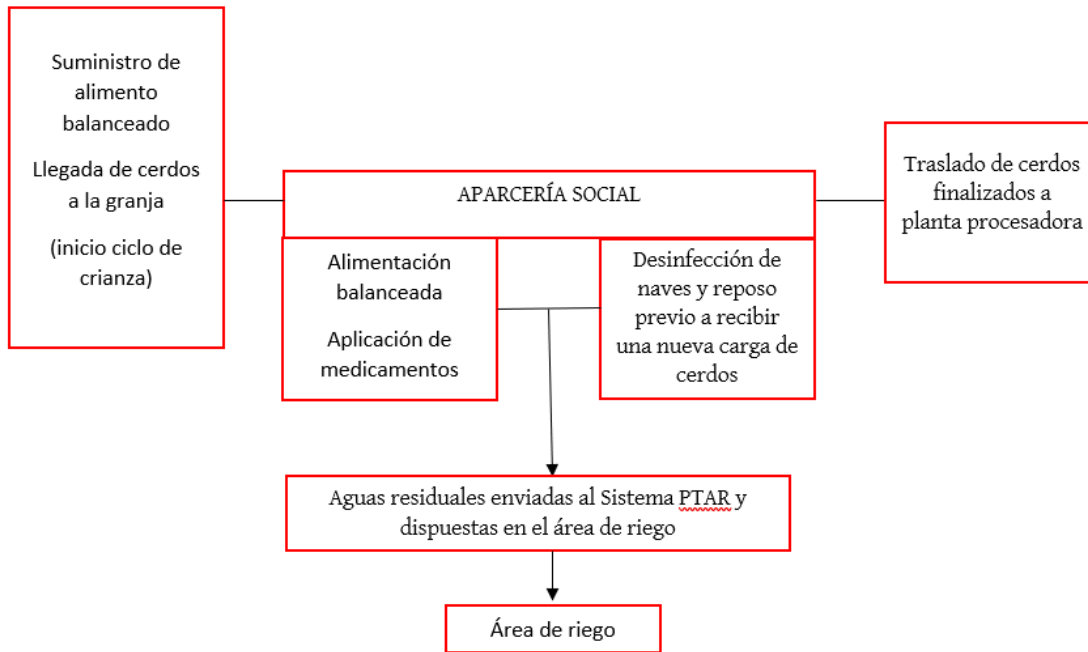 Suministro de
alimento
balanceado
Llegada de cerdos
a la granja
(inicio ciclo de
crianza)
APARCERÍA SOCIAL
Alimentación
balanceada
Aplicación de
medicamentos
Desinfección de
naves y reposo
previo a recibir
una nueva carga de
cerdos
Traslado de cerdos
finalizados a
planta procesadora
Aguas residuales enviadas al Sistema PTAR y
dispuestas en el área de riego
Área de riego